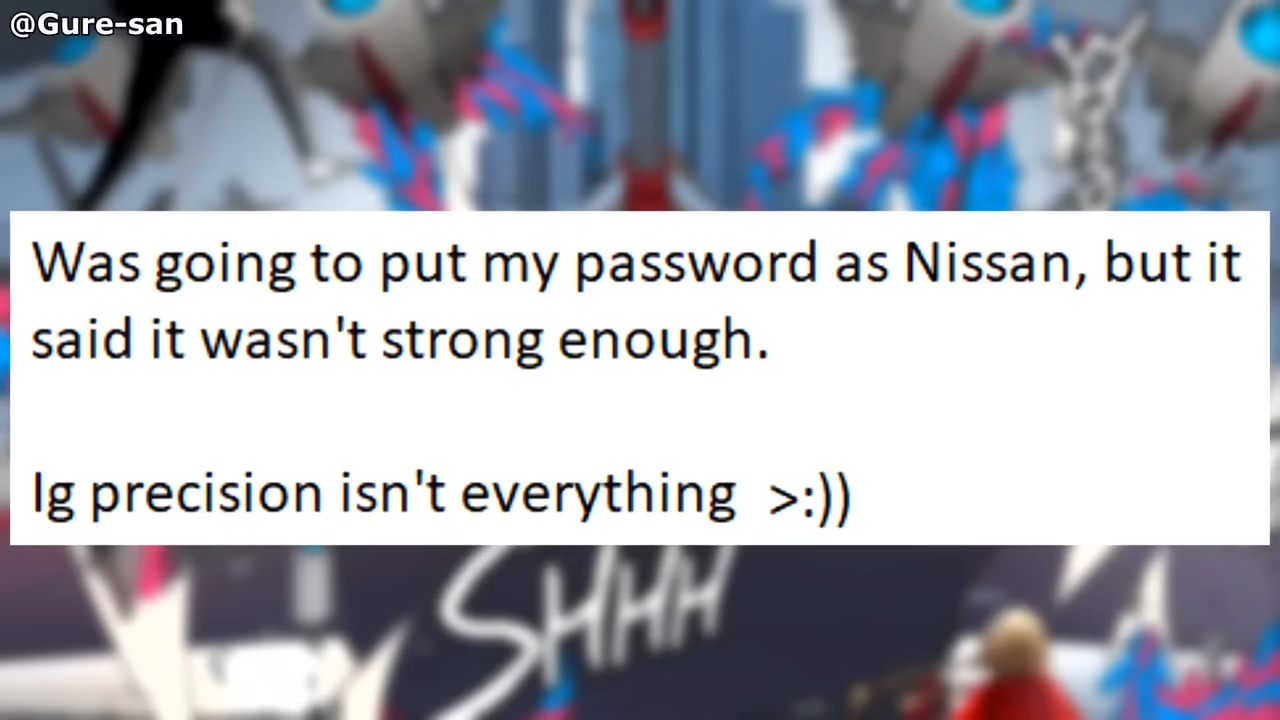 @Gure-san
Was going to put my password as Nissan, but it
said it wasn't strong enough.
Ig precision isn't everything >:))
SHHH